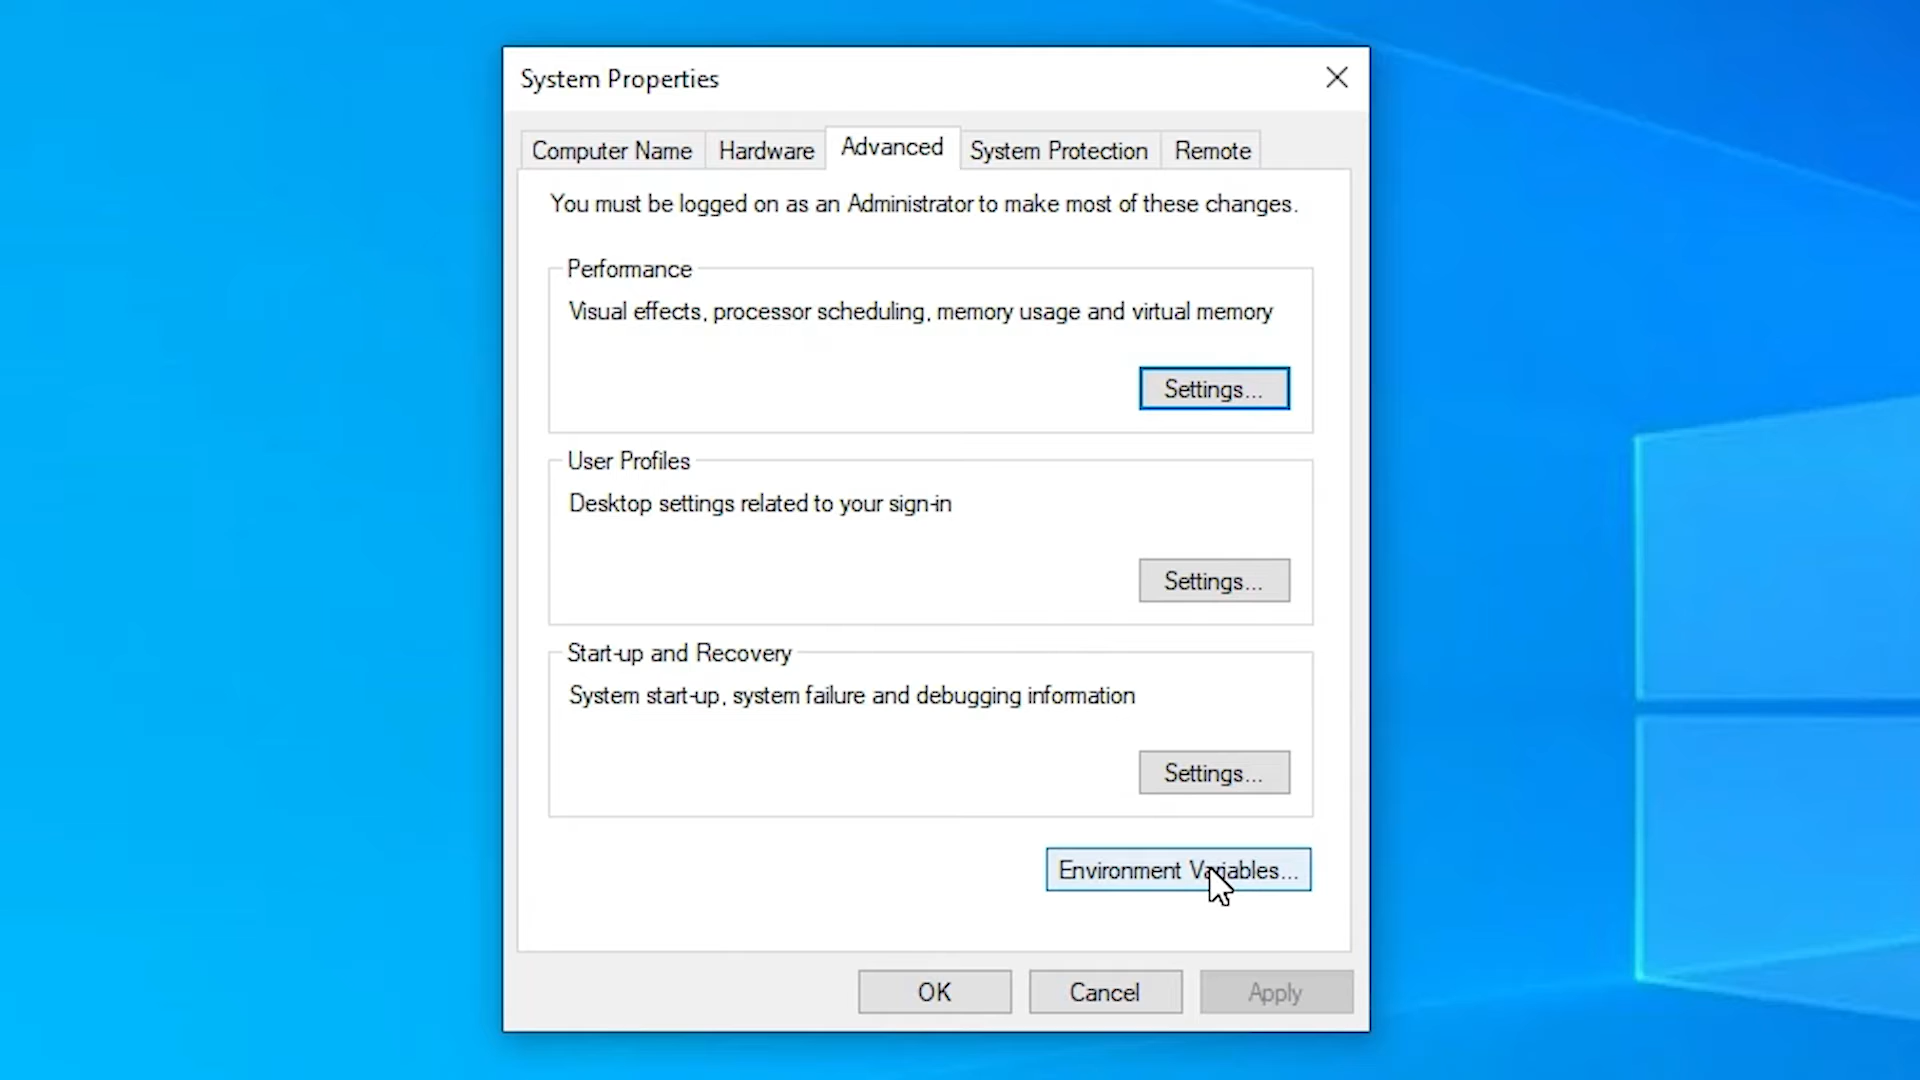 System Properties
Computer Name
Hardware
Advanced
System Protection
Remote
You must be logged on as an Administrator to make most of these changes.
Performance
Visual effects, processor scheduling, memory usage and virtual memory
Settings...
User Profiles
Desktop settings related to your sign-in
Settings...
Start-up and Recovery
System start-up, system failure and debugging information
Settings...
Environment Variables...
OK
Cancel
Apply